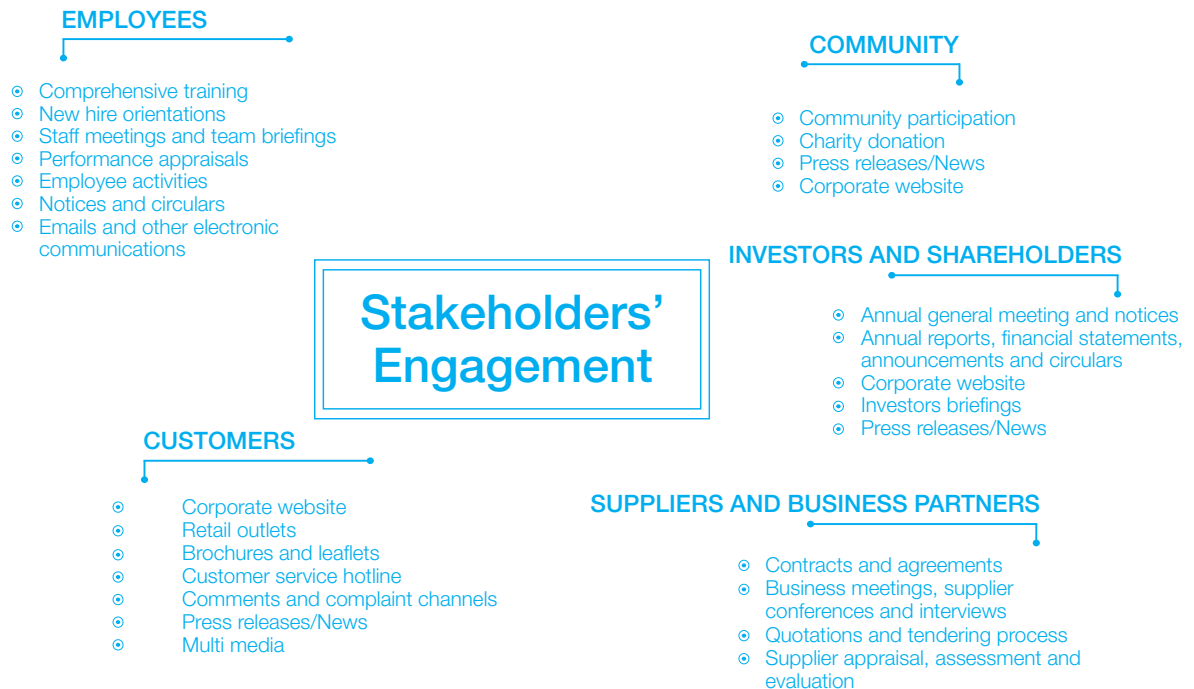 EMPLOYEES
Comprehensive training
New hire orientations
Staff meetings and team briefings
Performance appraisals
Employee activities
Notices and circulars
Emails and other electronic
communications
COMMUNITY
Community participation
Charity donation
Press releases/News
Corporate website
Stakeholders’
Engagement
INVESTORS AND SHAREHOLDERS
Annual general meeting and notices
Annual reports, financial statements,
announcements and circulars
Corporate website
Investors briefings
Press releases/News
CUSTOMERS
Corporate website
Retail outlets
Brochures and leaflets
Customer service hotline
Comments and complaint channels
Press releases/News
Multi media
SUPPLIERS AND BUSINESS PARTNERS
Contracts and agreements
Business meetings, supplier
conferences and interviews
Quotations and tendering process
Supplier appraisal, assessment and
evaluation